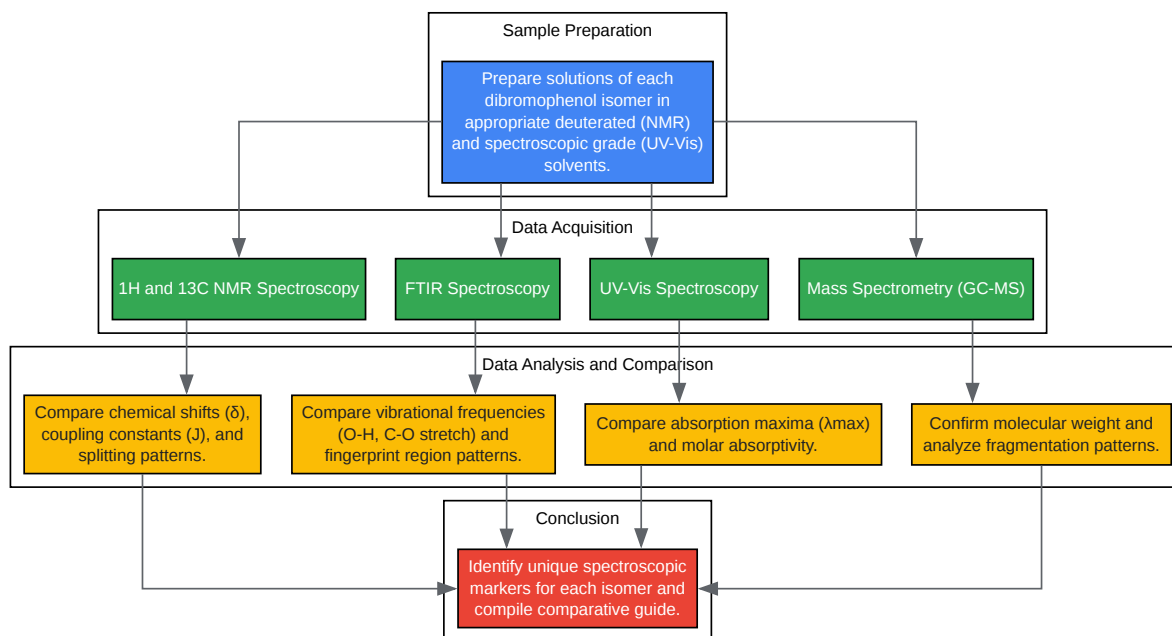 Sample Preparation
Prepare solutions of each
dibromophenol isomer in
appropriate deuterated (NMR)
and spectroscopic grade (UV-Vis)
solvents.
Data Acquisition
1H and 13C NMR Spectroscopy
FTIR Spectroscopy
UV-Vis Spectroscopy
Mass Spectrometry (GC-MS)
Data Analysis and Comparison
Compare chemical shifts (δ),
coupling constants (J), and
splitting patterns.
Compare vibrational frequencies
(O-H, C-O stretch) and
fingerprint region patterns.
Compare absorption maxima (λmax)
and molar absorptivity.
Confirm molecular weight and
analyze fragmentation patterns.
Conclusion
Identify unique spectroscopic
markers for each isomer and
compile comparative guide.